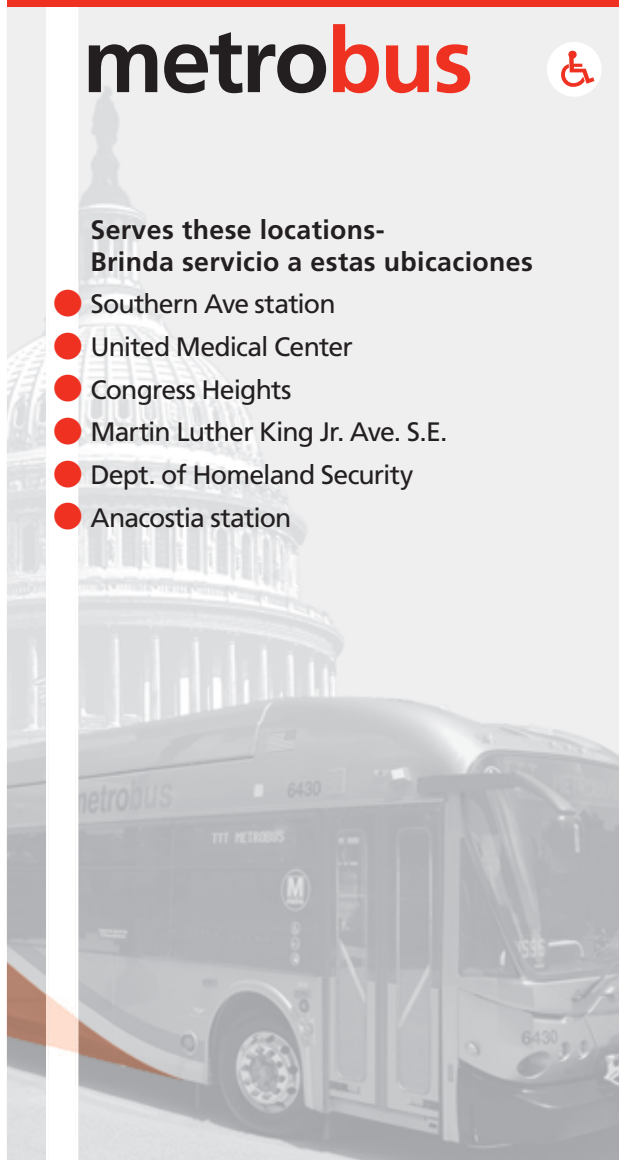 metrobus
Serves these locations-
Brinda servicio a estas ubicaciones
Southern Ave station
United Medical Center
Congress Heights
Martin Luther King Jr. Ave. S.E.
Dept. of Homeland Security
Anacostia station
metrobus
6430
TYT METROBUS
M
6430